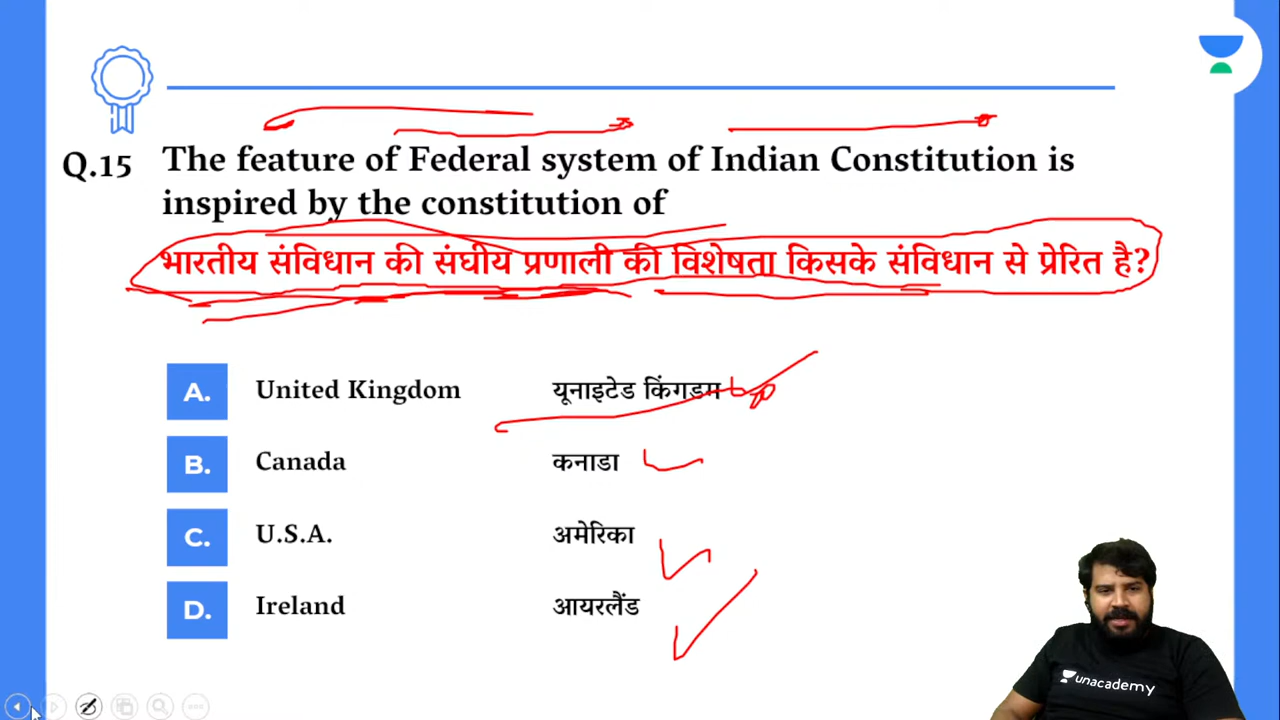 Q.15 The feature of Federal system of Indian Constitution is
inspired by the constitution of
भारतीय संविधान की संघीय प्रणाली की विशेषता किसके संविधान से प्रेरित है?
A. United Kingdom यूनाइटेड किंगडम
B. Canada कनाडा
C. U.S.A. अमेरिका
D. Ireland आयरलैंड
unacademy